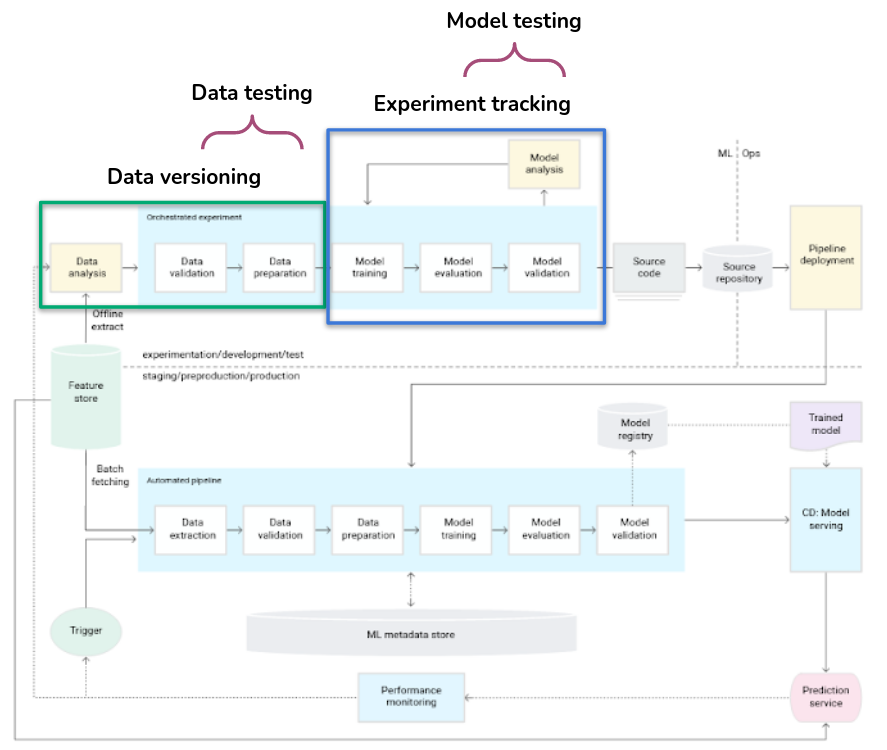 Model testing
Data testing
Experiment tracking
Data versioning
Model
analysis
ML
Ops
Orchestrated experiment
Data
analysis
Data
validation
Data
preparation
Model
training
Model
evaluation
Model
validation
Source
code
Source
repository
Pipeline
deployment
Offline
extract
experimentation/development/test
staging/preproduction/production
Feature
store
Batch
fetching
Model
registry
Trained
model
Automated pipeline
Data
extraction
Data
validation
Data
preparation
Model
training
Model
evaluation
Model
validation
CD: Model
serving
Trigger
ML metadata store
Performance
monitoring
Prediction
service